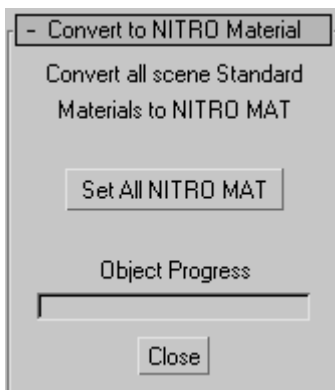 - Convert to NITRO Material
Convert all scene Standard
Materials to NITRO MAT
Set All NITRO MAT
Object Progress
Close